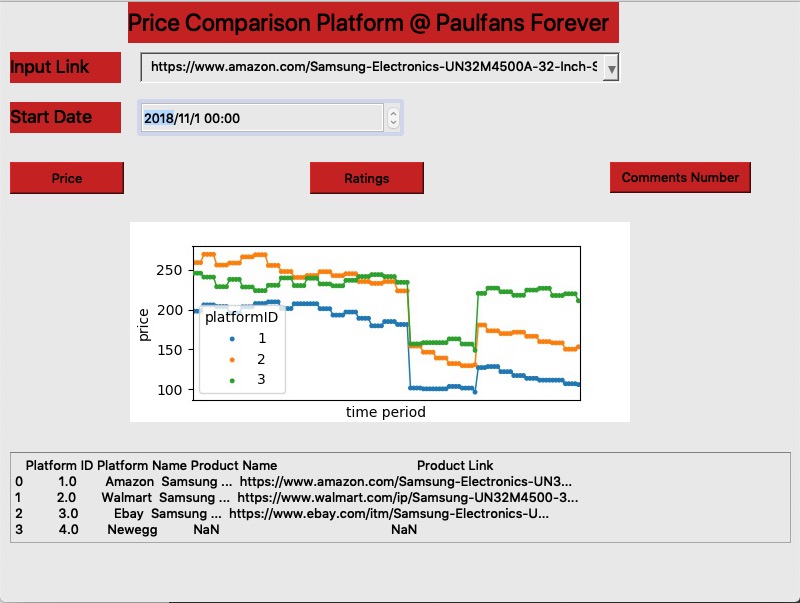 Price Comparison Platform @ Paulfans Forever
Input Link https://www.amazon.com/Samsung-Electronics-UN32M4500A-32-Inch-S
Start Date 2018/11/1 00:00
Price Ratings Comments Number
250
200
150
100
price
platformID
1
2
3
time period
Platform ID Platform Name Product Name Product Link
0 1.0 Amazon Samsung ... https://www.amazon.com/Samsung-Electronics-UN3...
1 2.0 Walmart Samsung ... https://www.walmart.com/ip/Samsung-UN32M4500-3...
2 3.0 Ebay Samsung ... https://www.ebay.com/itm/Samsung-Electronics-U...
3 4.0 Newegg NaN NaN